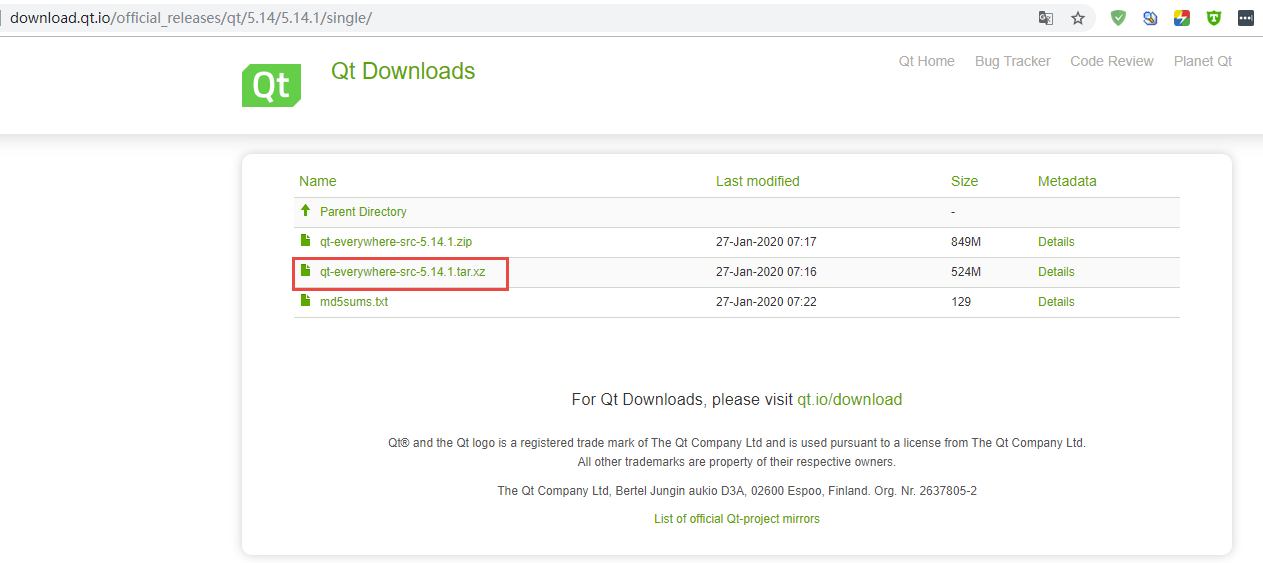 download.qt.io/official_releases/qt/5.14/5.14.1/single/
Qt
Qt Downloads
Qt Home Bug Tracker Code Review Planet Qt
Name Last modified Size Metadata
Parent Directory -
qt-everywhere-src-5.14.1.zip 27-Jan-2020 07:17 849M Details
qt-everywhere-src-5.14.1.tar.xz 27-Jan-2020 07:16 524M Details
md5sums.txt 27-Jan-2020 07:22 129 Details
For Qt Downloads, please visit qt.io/download
Qt® and the Qt logo is a registered trade mark of The Qt Company Ltd and is used pursuant to a license from The Qt Company Ltd.
All other trademarks are property of their respective owners.
The Qt Company Ltd, Bertel Jungin aukio D3A, 02600 Espoo, Finland. Org. Nr. 2637805-2
List of official Qt-project mirrors